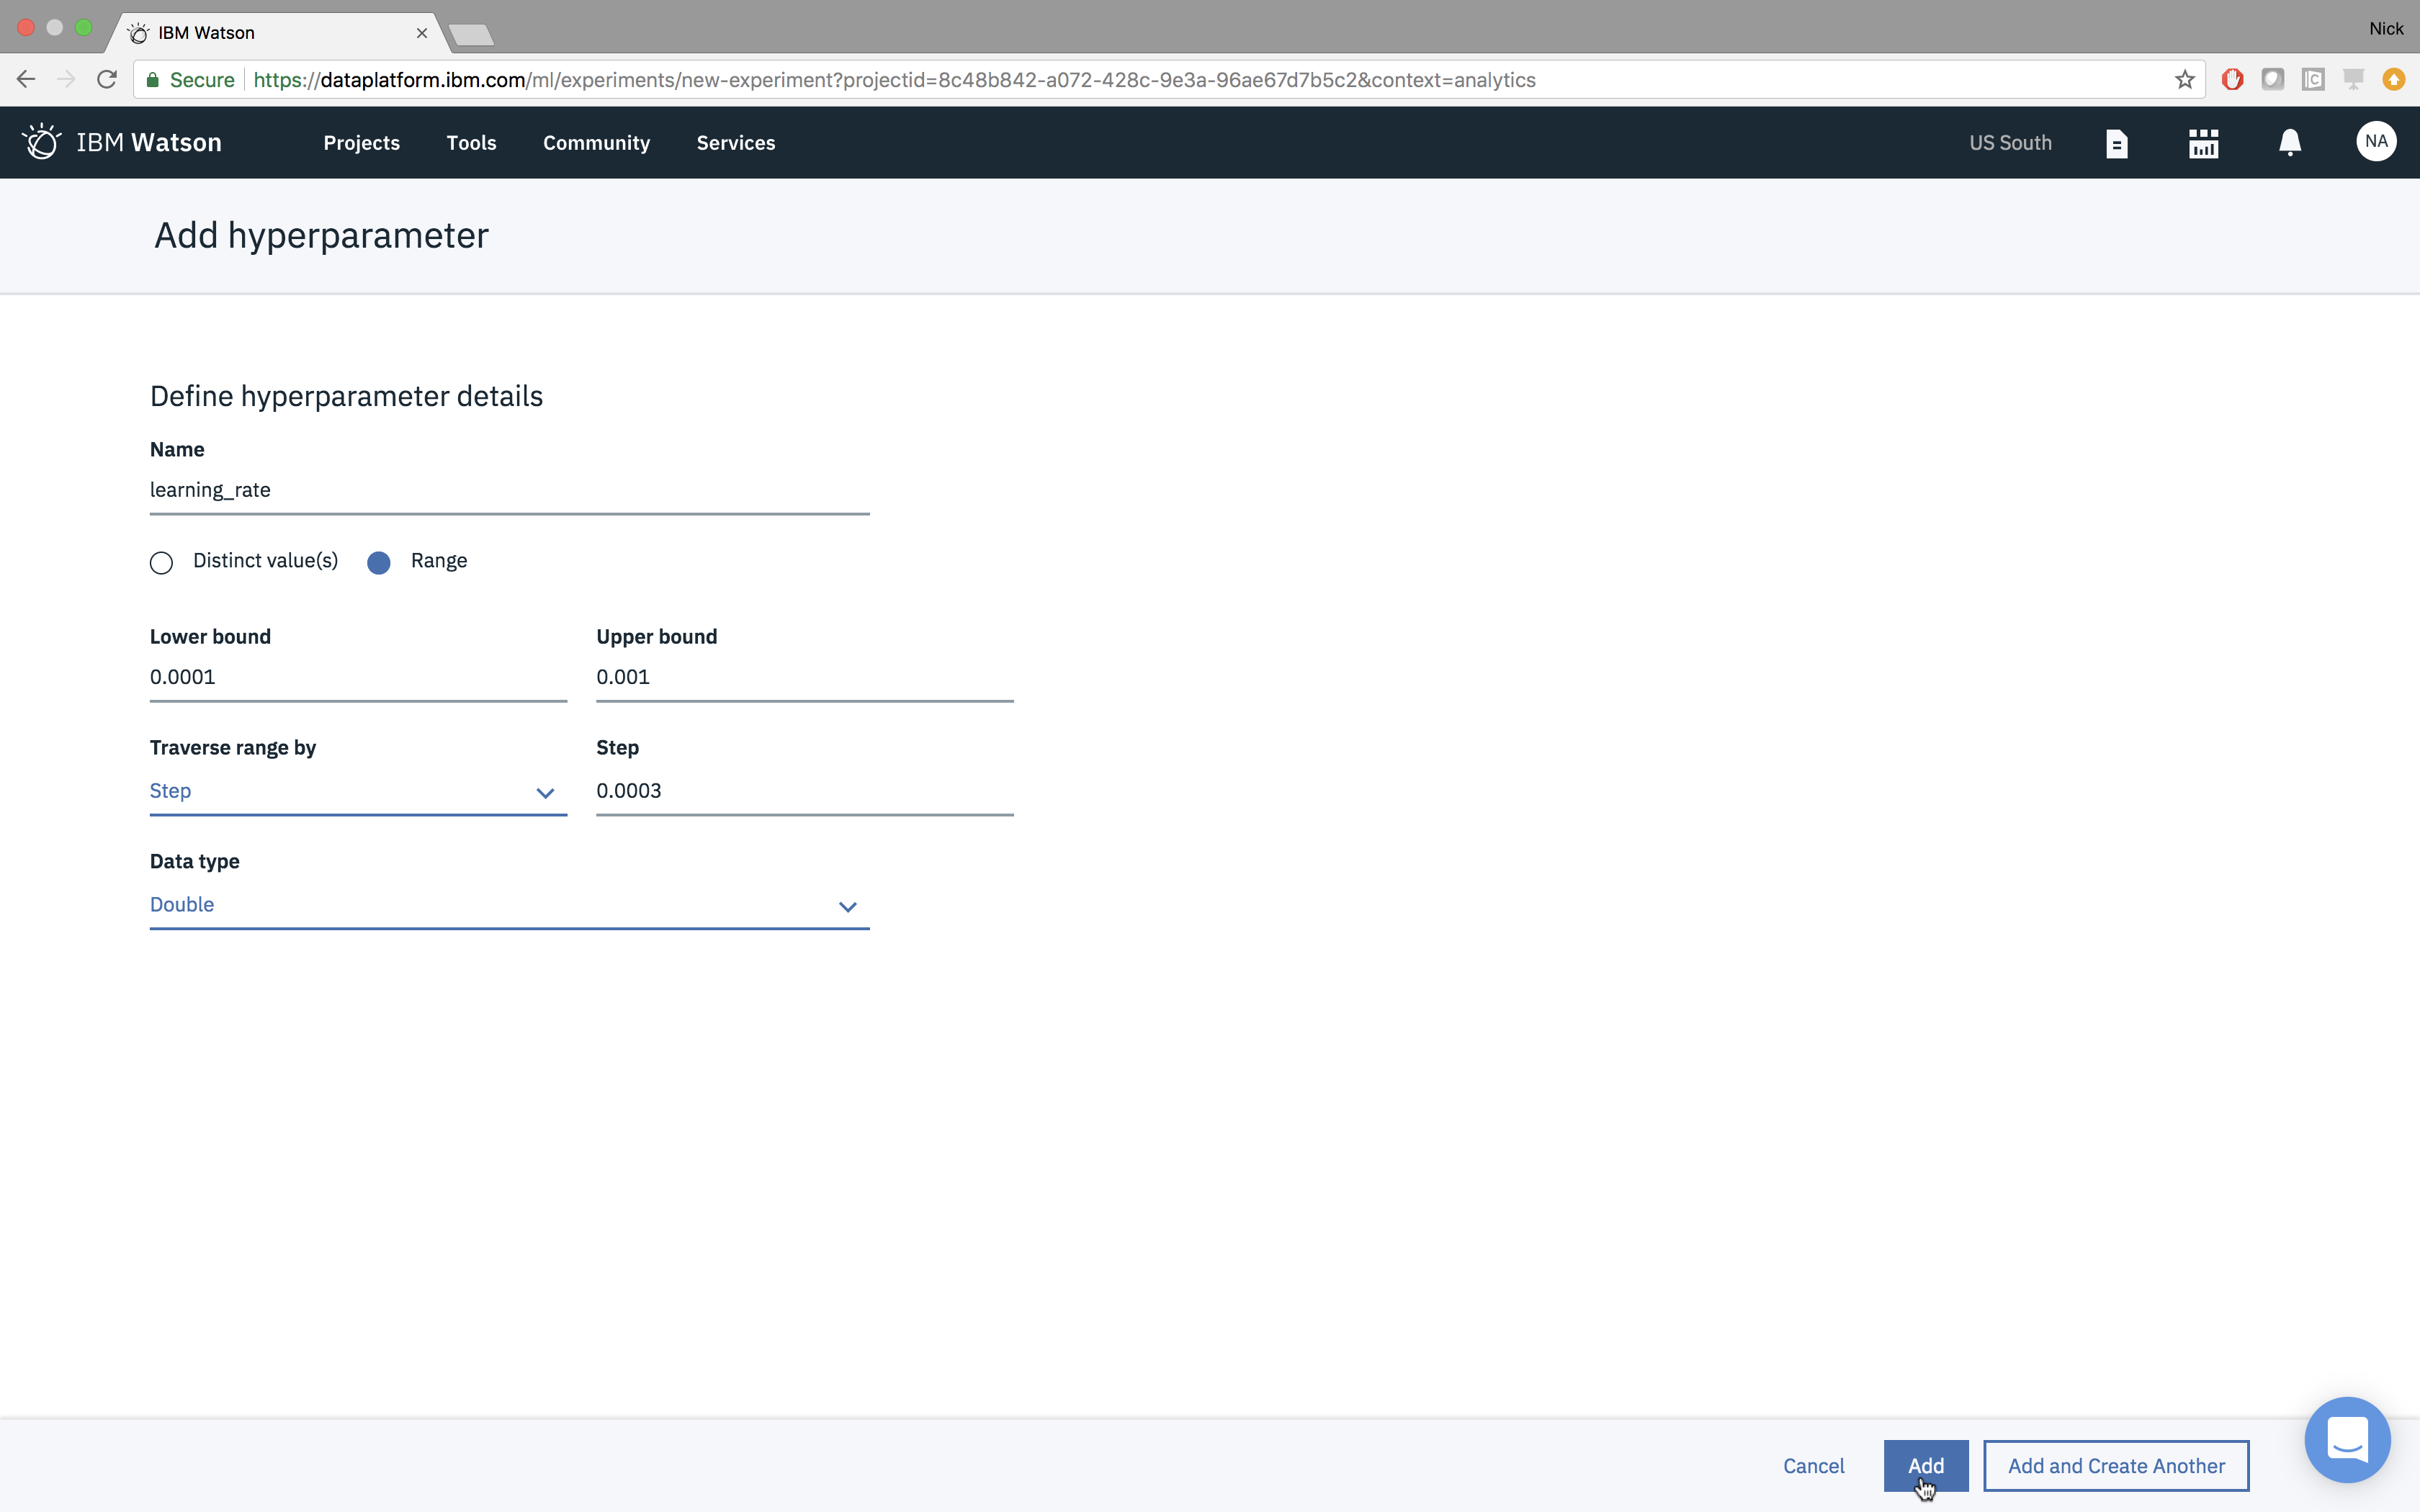 IBM Watson
Nick
Secure https://dataplatform.ibm.com/ml/experiments/new-experiment?projectid=8c48b842-a072-428c-9e3a-96ae67d7b5c2&context=analytics
IBM Watson Projects Tools Community Services US South NA
Add hyperparameter
Define hyperparameter details
Name
learning_rate
Distinct value(s) Range
Lower bound Upper bound
0.0001 0.001
Traverse range by Step
Step 0.0003
Data type
Double
Cancel Add Add and Create Another